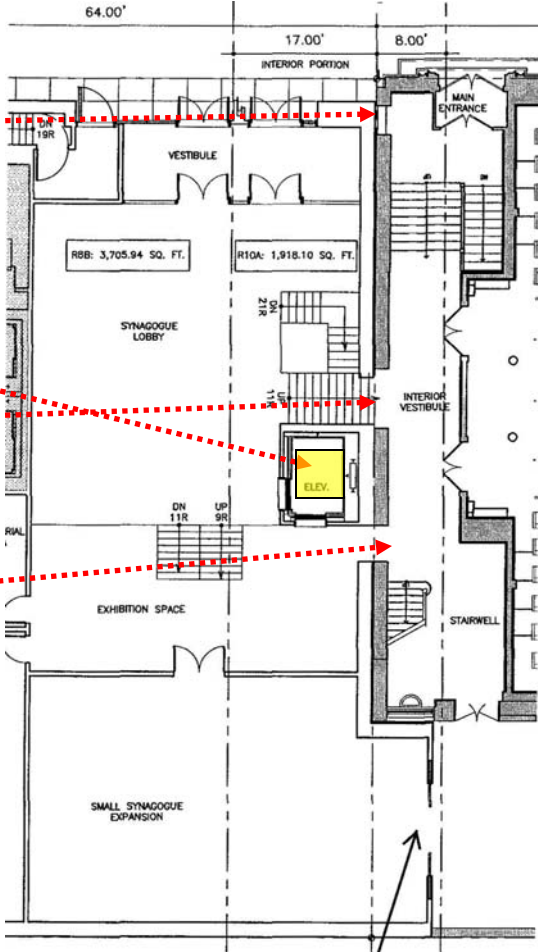 64.00'
17.00'
8.00'
INTERIOR PORTION
MAIN
ENTRANCE
DN
19R
VESTIBULE
UP
DN
R8B: 3,705.94 SQ. FT.
R10A: 1,918.10 SQ. FT.
DN
21R
SYNAGOGUE
LOBBY
UP
11R
INTERIOR
VESTIBULE
ELEV.
DN
11R
UP
9R
RIAL
EXHIBITION SPACE
STAIRWELL
SMALL SYNAGOGUE
EXPANSION